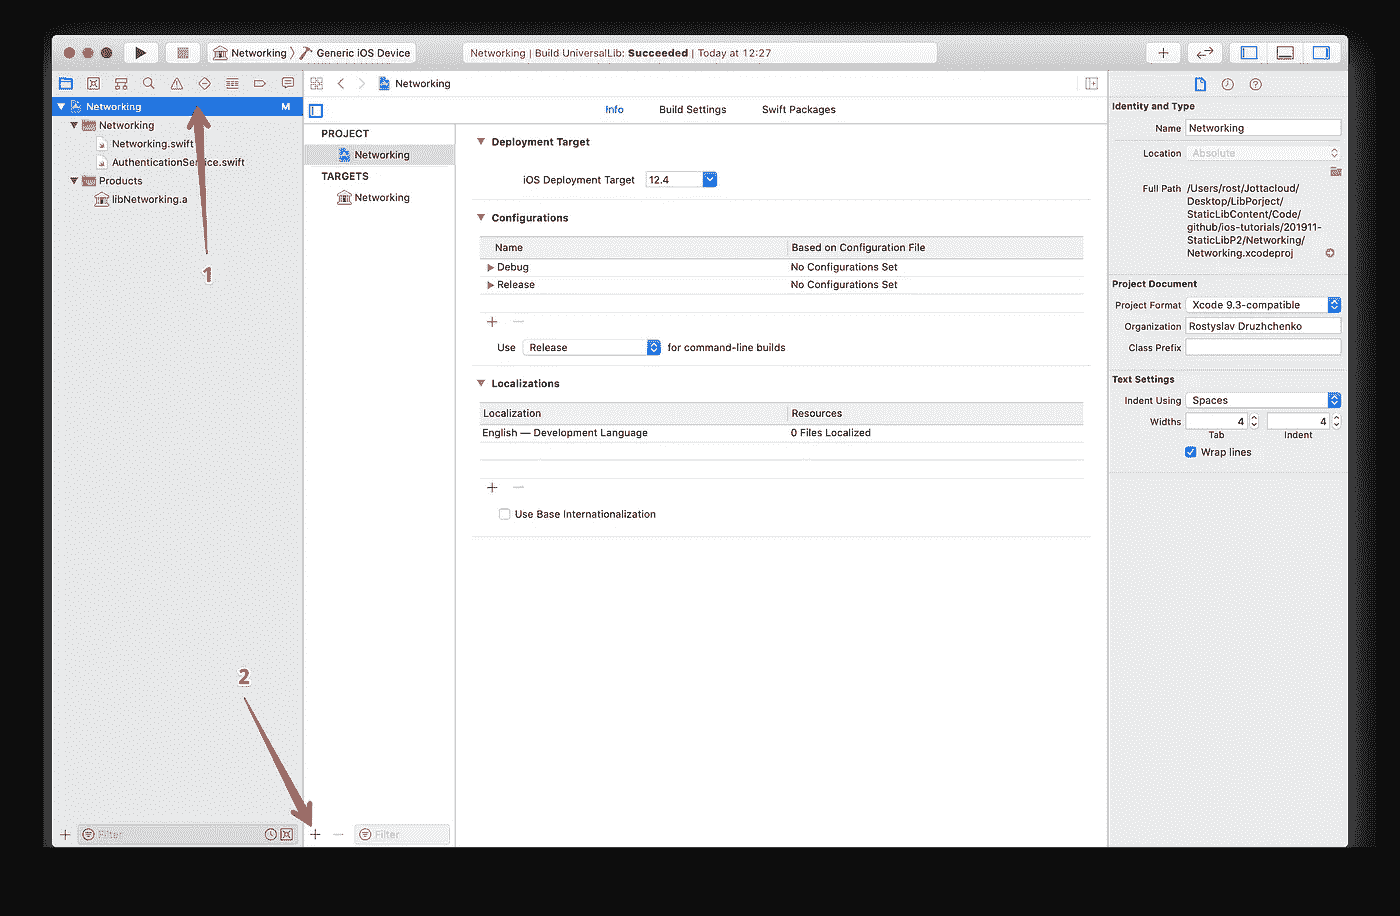 Networking Generic iOS Device
Networking | Build UniversalLib: Succeeded | Today at 12:27
Networking M
Networking
Networking.swift
AuthenticationService.swift
Products
libNetworking.a
1
2
Filter
Networking
Info Build Settings Swift Packages
PROJECT
Networking
TARGETS
Networking
Filter
Deployment Target
iOS Deployment Target 12.4
Configurations
Name Based on Configuration File
Debug No Configurations Set
Release No Configurations Set
Use Release for command-line builds
Localizations
Localization Resources
English — Development Language 0 Files Localized
Use Base Internationalization
Identity and Type
Name Networking
Location Absolute
Full Path /Users/rost/Jottacloud/
Desktop/LibPorject/
StaticLibContent/Code/
github/ios-tutorials/201911-
StaticLibP2/Networking/
Networking.xcodeproj
Project Document
Project Format Xcode 9.3-compatible
Organization Rostyslav Druzhchenko
Class Prefix
Text Settings
Indent Using Spaces
Widths 4 4
Tab Indent
Wrap lines